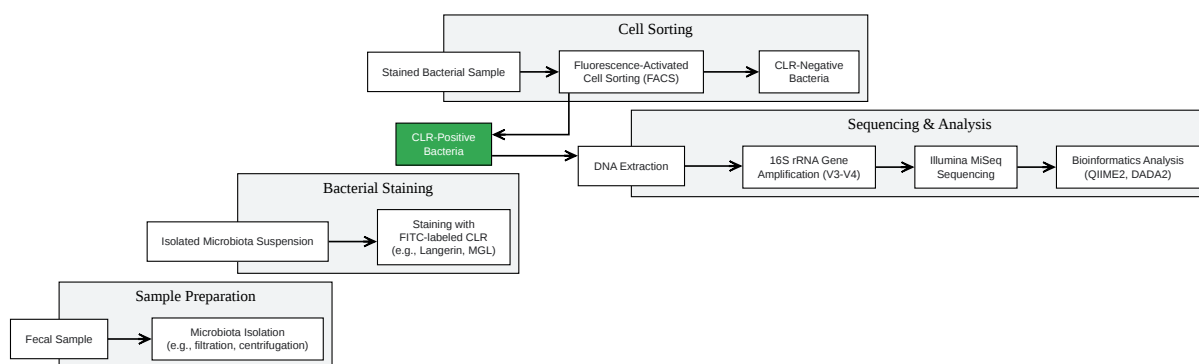 Cell Sorting
Stained Bacterial Sample
Fluorescence-Activated
Cell Sorting (FACS)
CLR-Negative
Bacteria
CLR-Positive
Bacteria
Sequencing & Analysis
DNA Extraction
16S rRNA Gene
Amplification (V3-V4)
Illumina MiSeq
Sequencing
Bioinformatics Analysis
(QIIME2, DADA2)
Bacterial Staining
Isolated Microbiota Suspension
Staining with
FITC-labeled CLR
(e.g., Langerin, MGL)
Sample Preparation
Fecal Sample
Microbiota Isolation
(e.g., filtration, centrifugation)